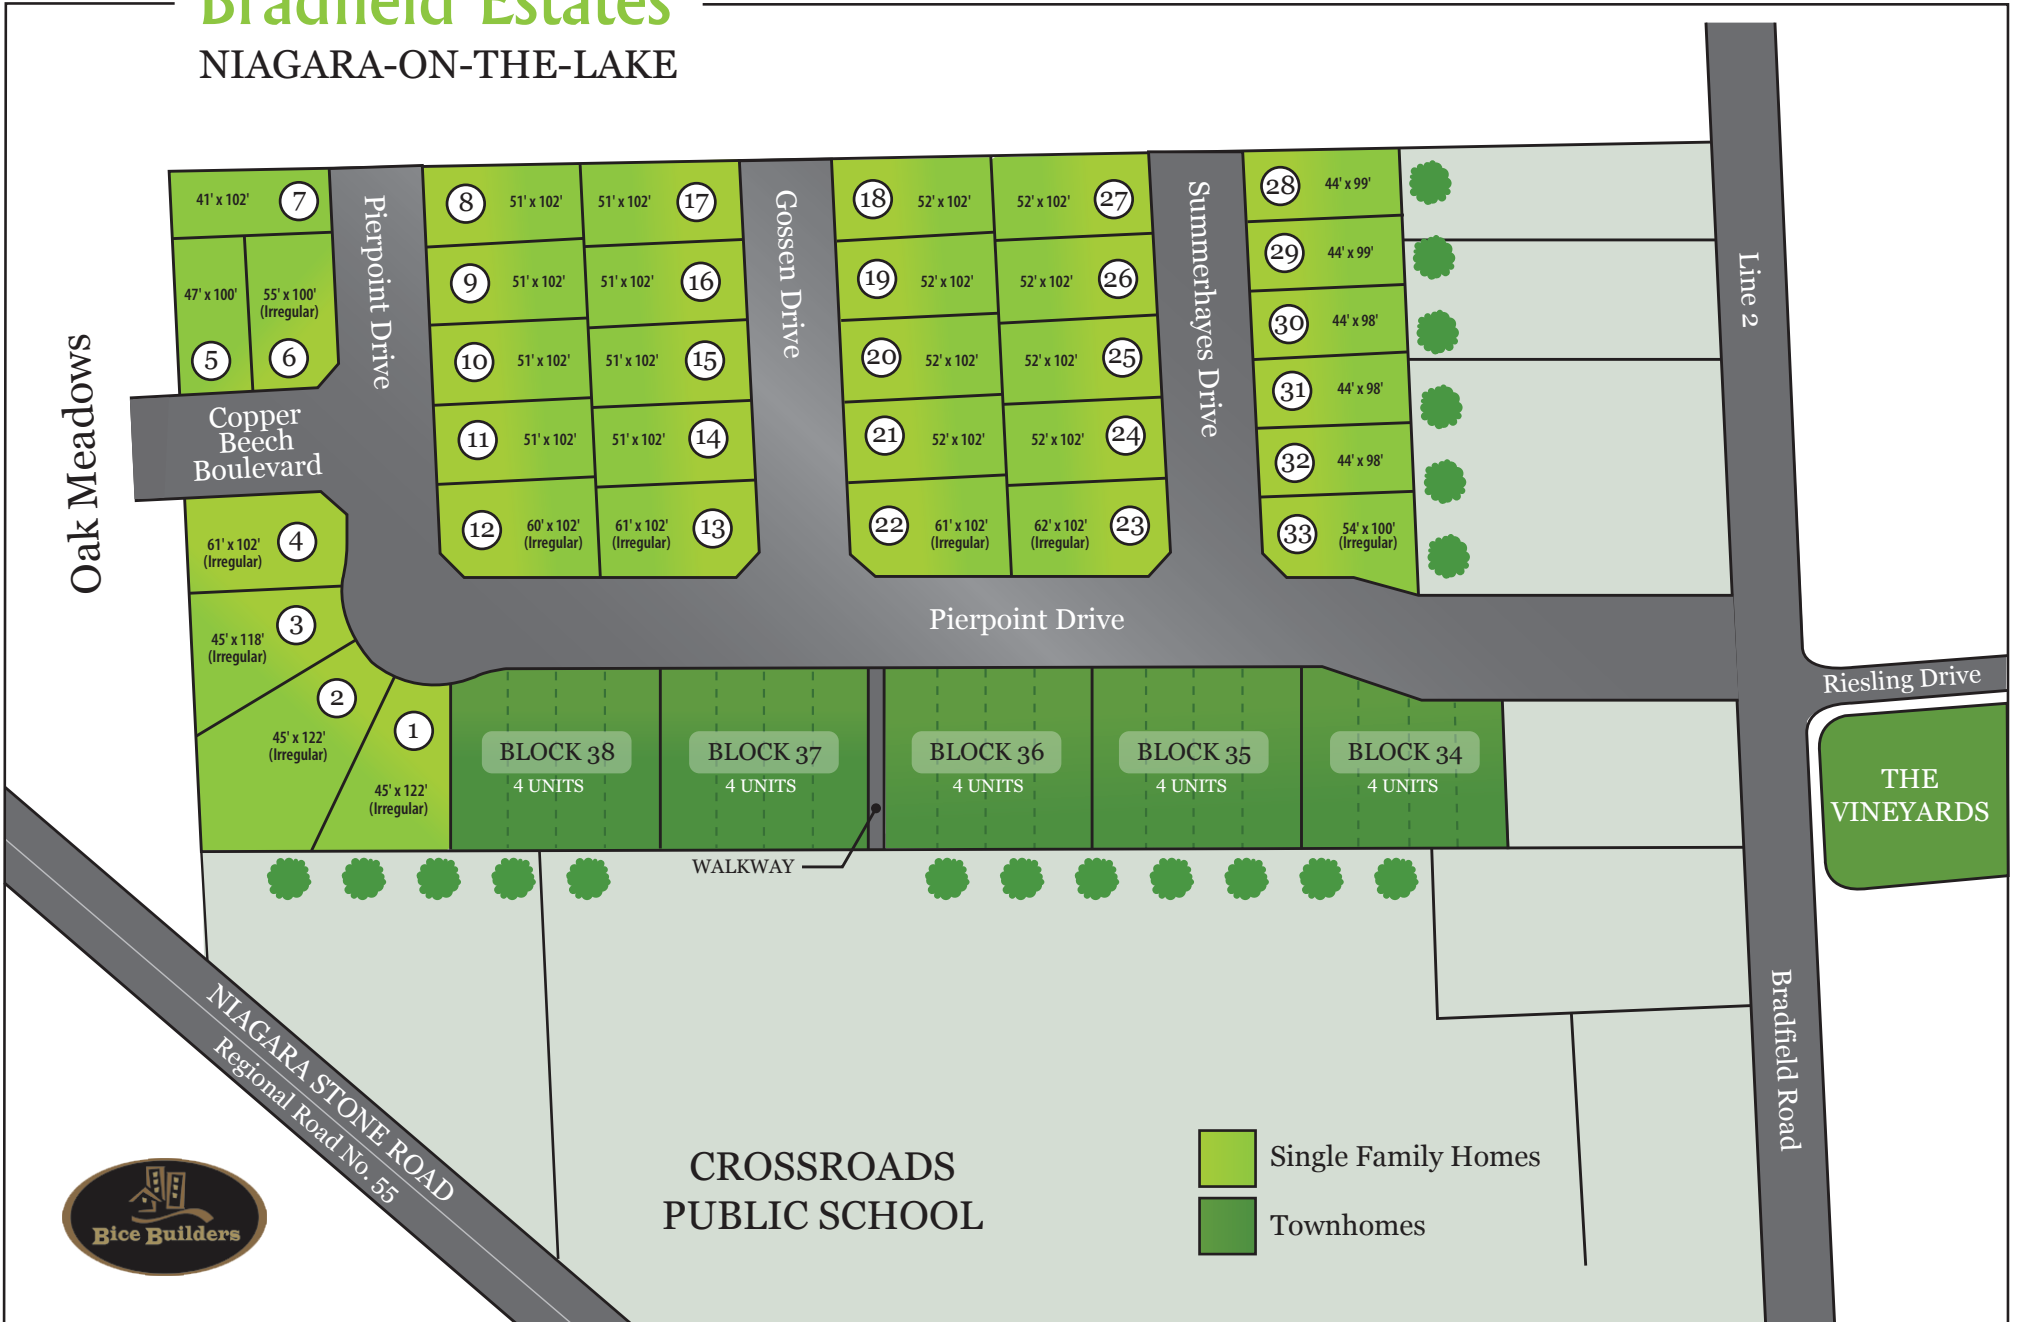 Bradfield Estates
NIAGARA-ON-THE-LAKE
Oak Meadows
41' x 102'
7
47' x 100'
5
55' x 100'
(Irregular)
6
Pierpoint Drive
Copper
Beech
Boulevard
61' x 102'
(Irregular)
4
45' x 118'
(Irregular)
3
2
45' x 122'
(Irregular)
1
45' x 122'
(Irregular)
8
51' x 102'
51' x 102'
17
9
51' x 102'
51' x 102'
16
10
51' x 102'
51' x 102'
15
11
51' x 102'
51' x 102'
14
12
60' x 102'
(Irregular)
61' x 102'
(Irregular)
13
Gossen Drive
18
52' x 102'
52' x 102'
27
19
52' x 102'
52' x 102'
26
20
52' x 102'
52' x 102'
25
21
52' x 102'
52' x 102'
24
22
61' x 102'
(Irregular)
62' x 102'
(Irregular)
23
Summerhayes Drive
28
44' x 99'
29
44' x 99'
30
44' x 98'
31
44' x 98'
32
44' x 98'
33
54' x 100'
(Irregular)
Line 2
Pierpoint Drive
Riesling Drive
BLOCK 38
4 UNITS
BLOCK 37
4 UNITS
BLOCK 36
4 UNITS
BLOCK 35
4 UNITS
BLOCK 34
4 UNITS
THE
VINEYARDS
WALKWAY
Bradfield Road
NIAGARA STONE ROAD
Regional Road No. 55
CROSSROADS
PUBLIC SCHOOL
Single Family Homes
Townhomes
Bice Builders